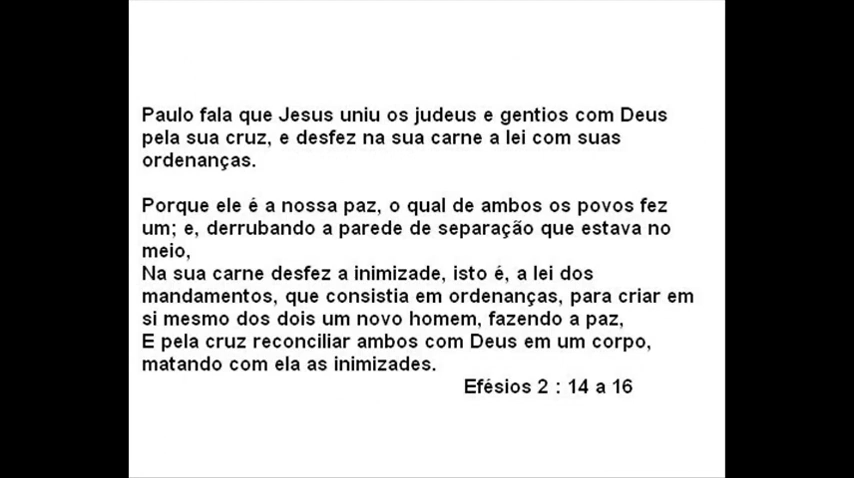 Paulo fala que Jesus uniu os judeus e gentios com Deus
pela sua cruz, e desfez na sua carne a lei com suas
ordenanças.
Porque ele é a nossa paz, o qual de ambos os povos fez
um; e, derrubando a parede de separação que estava no
meio,
Na sua carne desfez a inimizade, isto é, a lei dos
mandamentos, que consistia em ordenanças, para criar em
si mesmo dos dois um novo homem, fazendo a paz,
E pela cruz reconciliar ambos com Deus em um corpo,
matando com ela as inimizades.
Efésios 2 : 14 a 16